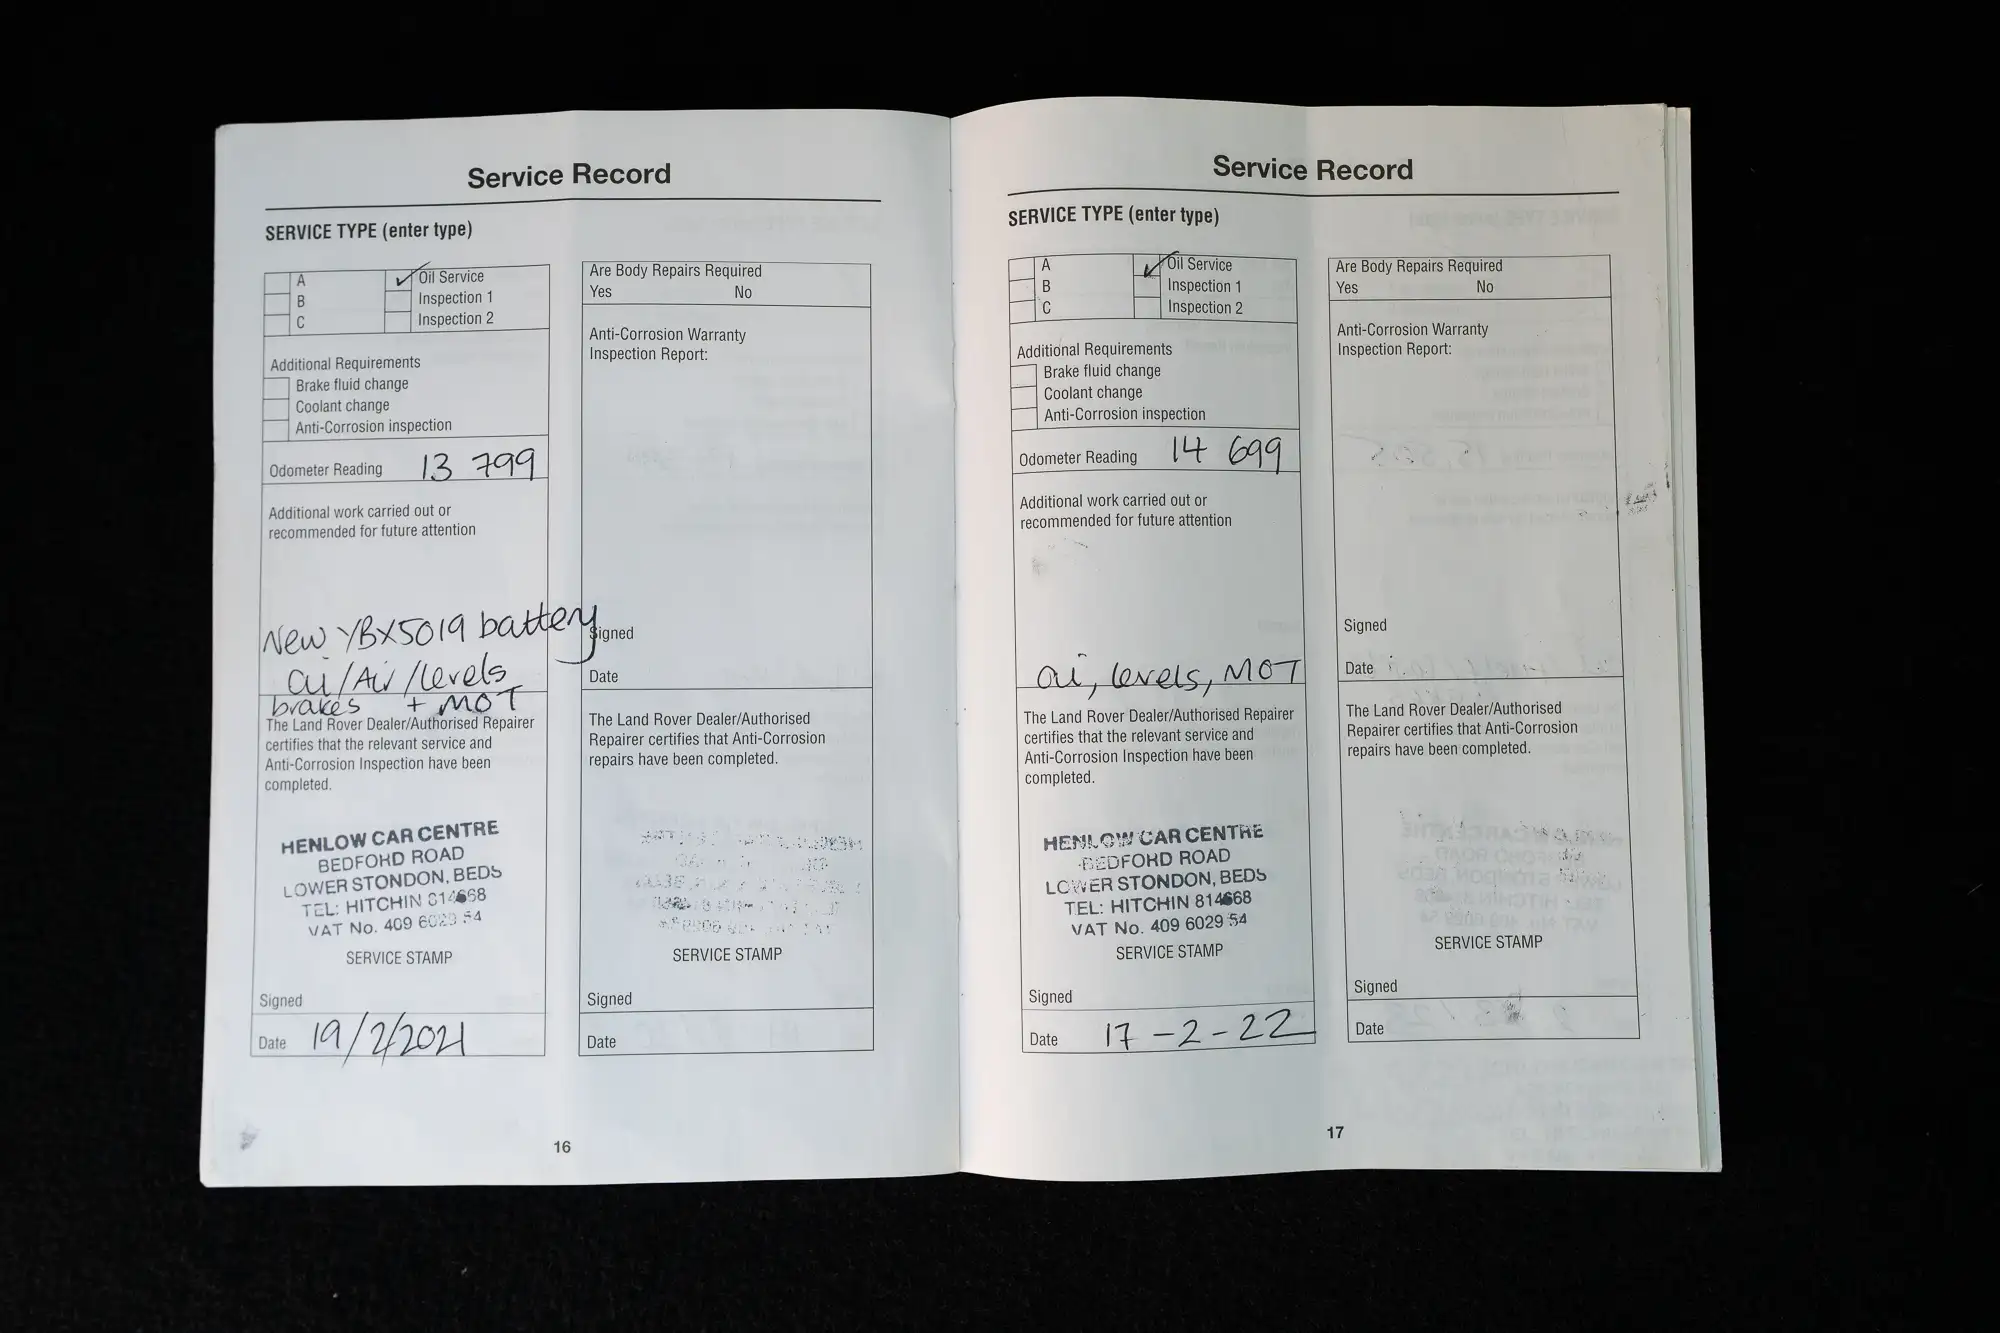 Service Record
SERVICE TYPE (enter type)
A
B
C
Oil Service
Inspection 1
Inspection 2
Additional Requirements
Brake fluid change
Coolant change
Anti-Corrosion inspection
Odometer Reading 13 799
Additional work carried out or
recommended for future attention
New YBX5019 battery
Oil/Air/levels
brakes + MOT
The Land Rover Dealer/Authorised Repairer
certifies that the relevant service and
Anti-Corrosion Inspection have been
completed.
HENLOW CAR CENTRE
BEDFORD ROAD
LOWER STONDON, BEDS
TEL: HITCHIN 814668
VAT No. 409 6029 54
SERVICE STAMP
Signed
Date 19/2/2021
Are Body Repairs Required
Yes No
Anti-Corrosion Warranty
Inspection Report:
Signed
Date
The Land Rover Dealer/Authorised
Repairer certifies that Anti-Corrosion
repairs have been completed.
SERVICE STAMP
Signed
Date
16
Service Record
SERVICE TYPE (enter type)
A
B
C
Oil Service
Inspection 1
Inspection 2
Additional Requirements
Brake fluid change
Coolant change
Anti-Corrosion inspection
Odometer Reading 14 699
Additional work carried out or
recommended for future attention
Oil, levels, MOT
The Land Rover Dealer/Authorised Repairer
certifies that the relevant service and
Anti-Corrosion Inspection have been
completed.
HENLOW CAR CENTRE
BEDFORD ROAD
LOWER STONDON, BEDS
TEL: HITCHIN 814668
VAT No. 409 6029 54
SERVICE STAMP
Signed
Date 17-2-22
Are Body Repairs Required
Yes No
Anti-Corrosion Warranty
Inspection Report:
Signed
Date
The Land Rover Dealer/Authorised
Repairer certifies that Anti-Corrosion
repairs have been completed.
SERVICE STAMP
Signed
Date
17